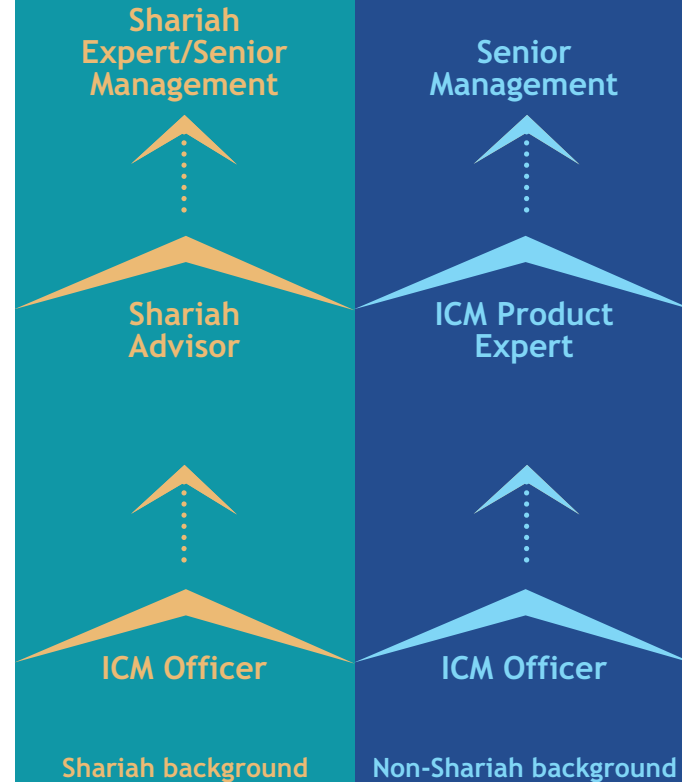 Shariah
Expert/Senior
Management
Senior
Management
Shariah
Advisor
ICM Product
Expert
ICM Officer
ICM Officer
Shariah background
Non-Shariah background